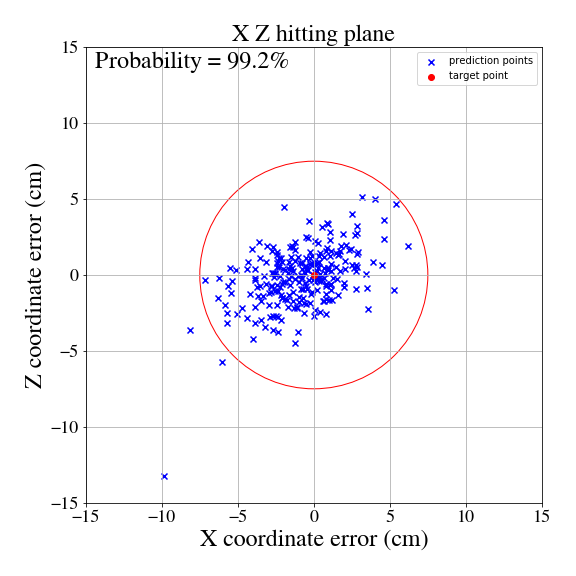 X Z hitting plane
Probability = 99.2%
prediction points
target point
Z coordinate error (cm)
15
10
5
0
−5
−10
−15
−15
−10
−5
0
5
10
15
X coordinate error (cm)